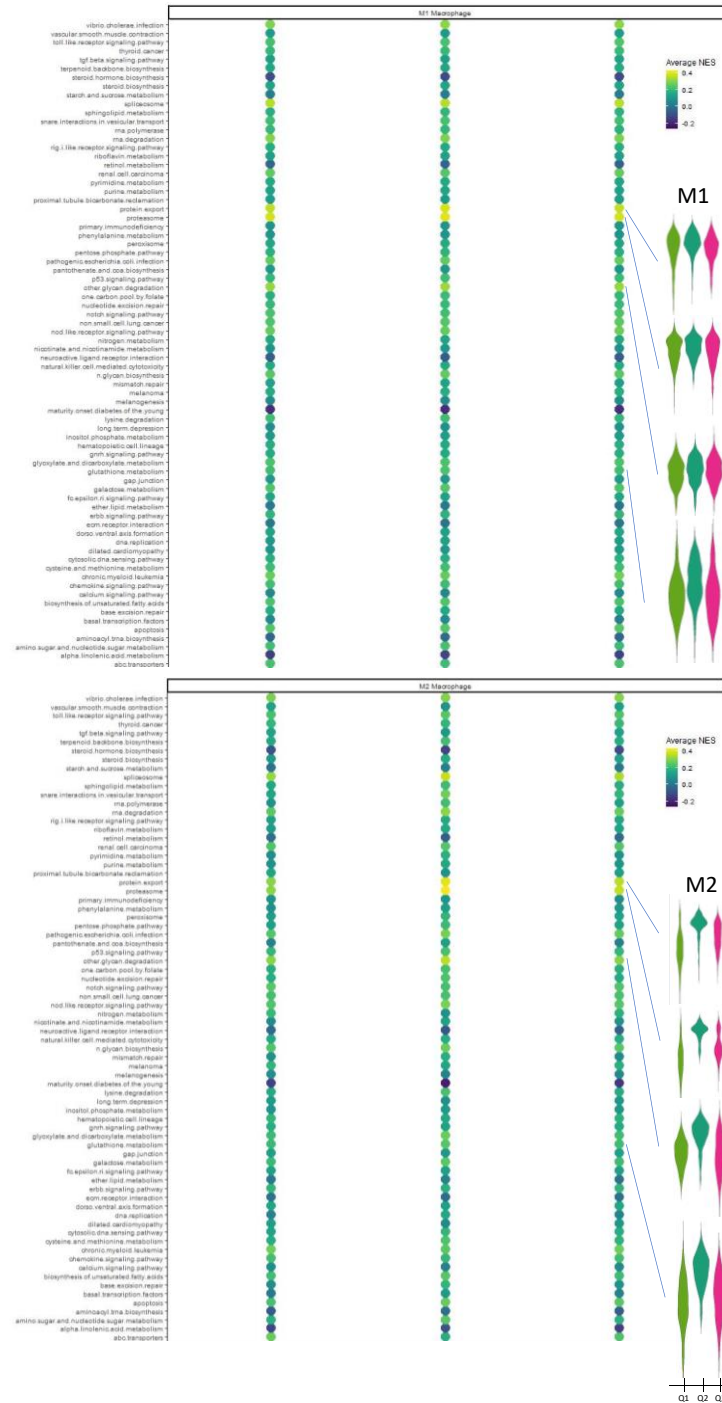 M1 Macrophage
vibrio.cholerae.infection
vascular.smooth.muscle.contraction
toll.like.receptor.signaling.pathway
thyroid.cancer
tgf.beta.signaling.pathway
terpenoid.backbone.biosynthesis
steroid.hormone.biosynthesis
steroid.biosynthesis
starch.and.sucrose.metabolism
spliceosome
sphingolipid.metabolism
snare.interactions.in.vesicular.transport
rna.polymerase
rna.degradation
rig.i.like.receptor.signaling.pathway
riboflavin.metabolism
retinol.metabolism
renal.cell.carcinoma
pyrimidine.metabolism
purine.metabolism
proximal.tubule.bicarbonate.reclamation
protein.export
proteasome
primary.immunodeficiency
phenylalanine.metabolism
peroxisome
pentose.phosphate.pathway
pathogenic.escherichia.coli.infection
pantothenate.and.coa.biosynthesis
p53.signaling.pathway
other.glycan.degradation
one.carbon.pool.by.folate
nucleotide.excision.repair
notch.signaling.pathway
non.small.cell.lung.cancer
nod.like.receptor.signaling.pathway
nitrogen.metabolism
nicotinate.and.nicotinamide.metabolism
neuroactive.ligand.receptor.interaction
natural.killer.cell.mediated.cytotoxicity
n.glycan.biosynthesis
mismatch.repair
melanoma
melanogenesis
maturity.onset.diabetes.of.the.young
lysine.degradation
long.term.depression
inositol.phosphate.metabolism
hematopoietic.cell.lineage
gnrh.signaling.pathway
glyoxylate.and.dicarboxylate.metabolism
glutathione.metabolism
gap.junction
galactose.metabolism
fc.epsilon.ri.signaling.pathway
ether.lipid.metabolism
erbb.signaling.pathway
ecm.receptor.interaction
dorso.ventral.axis.formation
dna.replication
dilated.cardiomyopathy
cytosolic.dna.sensing.pathway
cysteine.and.methionine.metabolism
chronic.myeloid.leukemia
chemokine.signaling.pathway
calcium.signaling.pathway
biosynthesis.of.unsaturated.fatty.acids
base.excision.repair
basal.transcription.factors
apoptosis
aminoacyl.trna.biosynthesis
amino.sugar.and.nucleotide.sugar.metabolism
alpha.linolenic.acid.metabolism
abc.transporters
Average NES
0.4
0.2
0.0
-0.2
M1
M2 Macrophage
vibrio.cholerae.infection
vascular.smooth.muscle.contraction
toll.like.receptor.signaling.pathway
thyroid.cancer
tgf.beta.signaling.pathway
terpenoid.backbone.biosynthesis
steroid.hormone.biosynthesis
steroid.biosynthesis
starch.and.sucrose.metabolism
spliceosome
sphingolipid.metabolism
snare.interactions.in.vesicular.transport
rna.polymerase
rna.degradation
rig.i.like.receptor.signaling.pathway
riboflavin.metabolism
retinol.metabolism
renal.cell.carcinoma
pyrimidine.metabolism
purine.metabolism
proximal.tubule.bicarbonate.reclamation
protein.export
proteasome
primary.immunodeficiency
phenylalanine.metabolism
peroxisome
pentose.phosphate.pathway
pathogenic.escherichia.coli.infection
pantothenate.and.coa.biosynthesis
p53.signaling.pathway
other.glycan.degradation
one.carbon.pool.by.folate
nucleotide.excision.repair
notch.signaling.pathway
non.small.cell.lung.cancer
nod.like.receptor.signaling.pathway
nitrogen.metabolism
nicotinate.and.nicotinamide.metabolism
neuroactive.ligand.receptor.interaction
natural.killer.cell.mediated.cytotoxicity
n.glycan.biosynthesis
mismatch.repair
melanoma
melanogenesis
maturity.onset.diabetes.of.the.young
lysine.degradation
long.term.depression
inositol.phosphate.metabolism
hematopoietic.cell.lineage
gnrh.signaling.pathway
glyoxylate.and.dicarboxylate.metabolism
glutathione.metabolism
gap.junction
galactose.metabolism
fc.epsilon.ri.signaling.pathway
ether.lipid.metabolism
erbb.signaling.pathway
ecm.receptor.interaction
dorso.ventral.axis.formation
dna.replication
dilated.cardiomyopathy
cytosolic.dna.sensing.pathway
cysteine.and.methionine.metabolism
chronic.myeloid.leukemia
chemokine.signaling.pathway
calcium.signaling.pathway
biosynthesis.of.unsaturated.fatty.acids
base.excision.repair
basal.transcription.factors
apoptosis
aminoacyl.trna.biosynthesis
amino.sugar.and.nucleotide.sugar.metabolism
alpha.linolenic.acid.metabolism
abc.transporters
Average NES
0.4
0.2
0.0
-0.2
M2
Q1 Q2